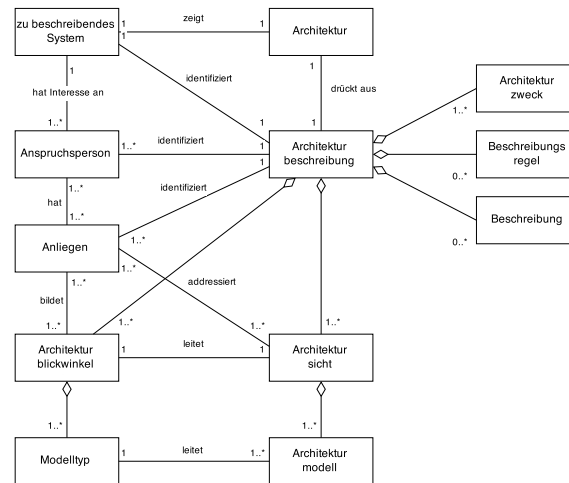 zu beschreibendes
System
1
zeigt
1
Architektur
1
1
identifiziert
1
drückt aus
hat Interesse an
1..*
1
1
Architektur
zweck
1..*
Anspruchsperson
1..*
identifiziert
1
Architektur
beschreibung
Beschreibungs
regel
0..*
1..*
hat
1..*
identifiziert
1
Beschreibung
0..*
Anliegen
1..*
1..*
1..*
addressiert
bildet
1..*
1..*
1..*
1..*
Architektur
blickwinkel
1
leitet
1
Architektur
sicht
1..*
1..*
Modelltyp
1
leitet
1..*
Architektur
modell